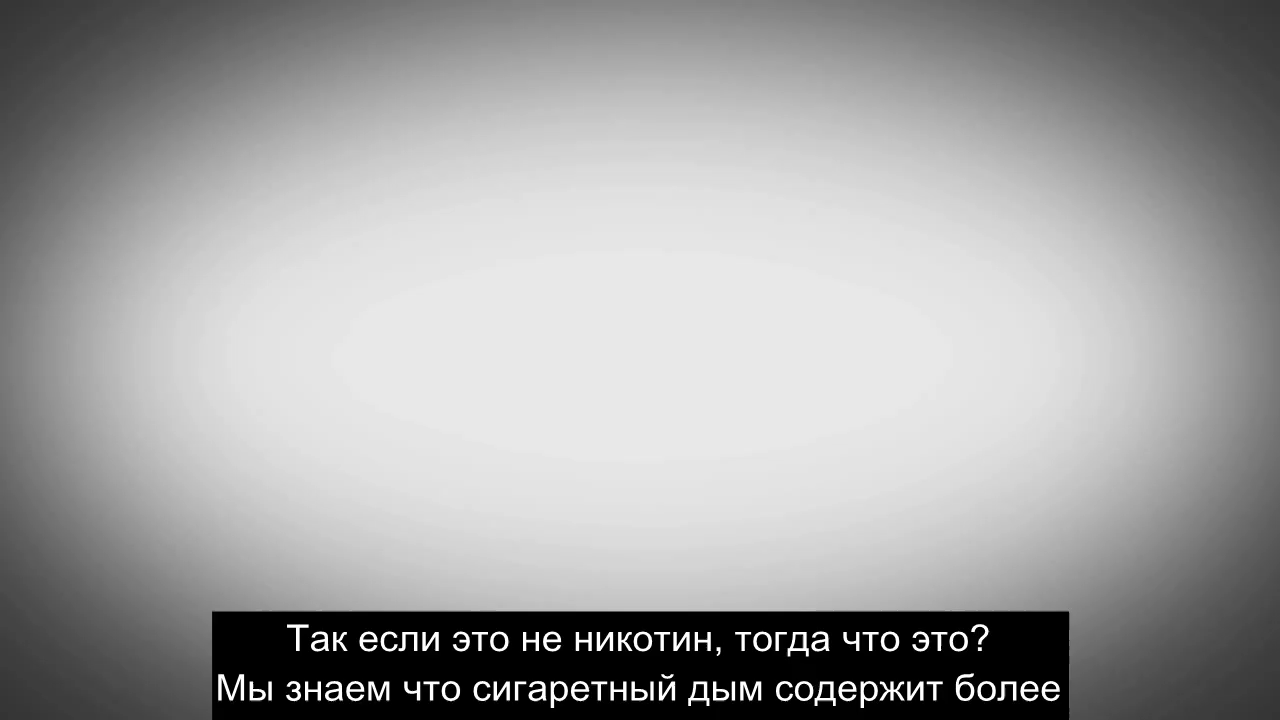 Так если это не никотин, тогда что это?
Мы знаем что сигаретный дым содержит более